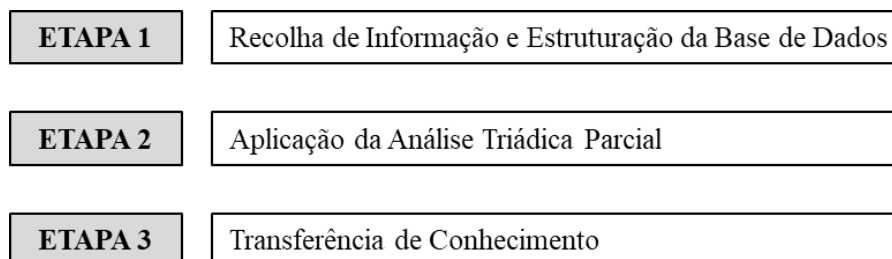 ETAPA 1 Recolha de Informação e Estruturação da Base de Dados
ETAPA 2 Aplicação da Análise Triádica Parcial
ETAPA 3 Transferência de Conhecimento